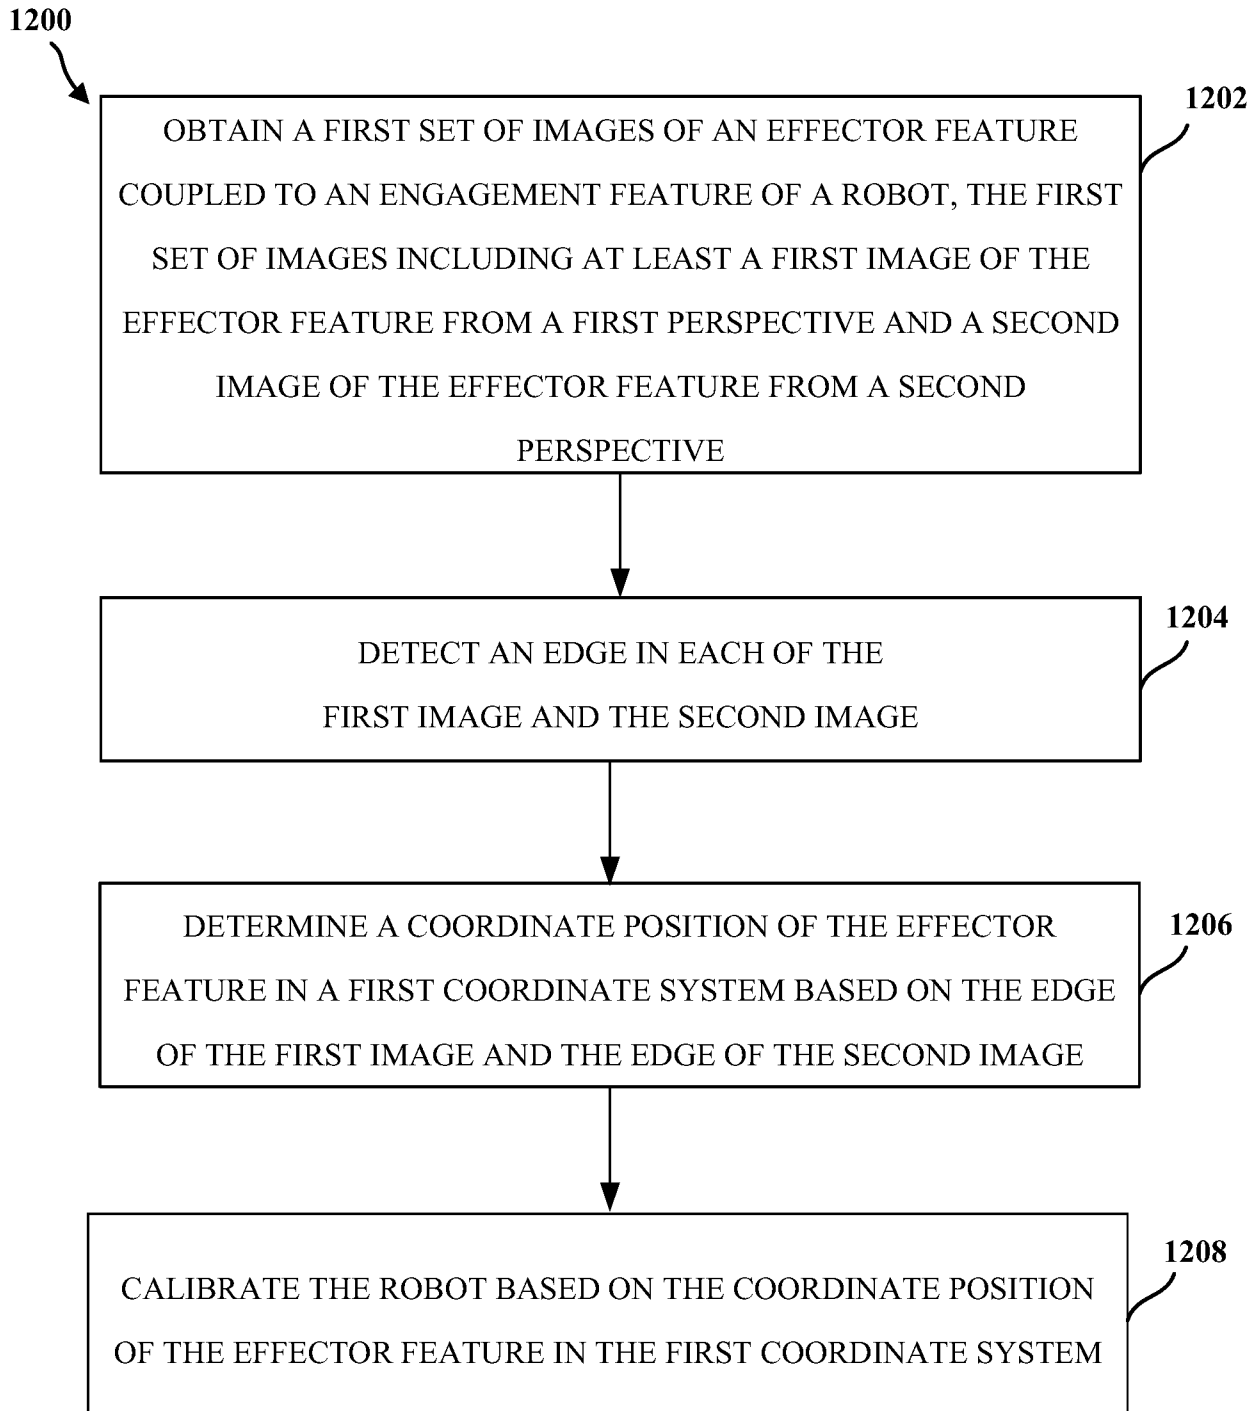 1200
1202
OBTAIN A FIRST SET OF IMAGES OF AN EFFECTOR FEATURE
COUPLED TO AN ENGAGEMENT FEATURE OF A ROBOT, THE FIRST
SET OF IMAGES INCLUDING AT LEAST A FIRST IMAGE OF THE
EFFECTOR FEATURE FROM A FIRST PERSPECTIVE AND A SECOND
IMAGE OF THE EFFECTOR FEATURE FROM A SECOND
PERSPECTIVE
1204
DETECT AN EDGE IN EACH OF THE
FIRST IMAGE AND THE SECOND IMAGE
1206
DETERMINE A COORDINATE POSITION OF THE EFFECTOR
FEATURE IN A FIRST COORDINATE SYSTEM BASED ON THE EDGE
OF THE FIRST IMAGE AND THE EDGE OF THE SECOND IMAGE
1208
CALIBRATE THE ROBOT BASED ON THE COORDINATE POSITION
OF THE EFFECTOR FEATURE IN THE FIRST COORDINATE SYSTEM